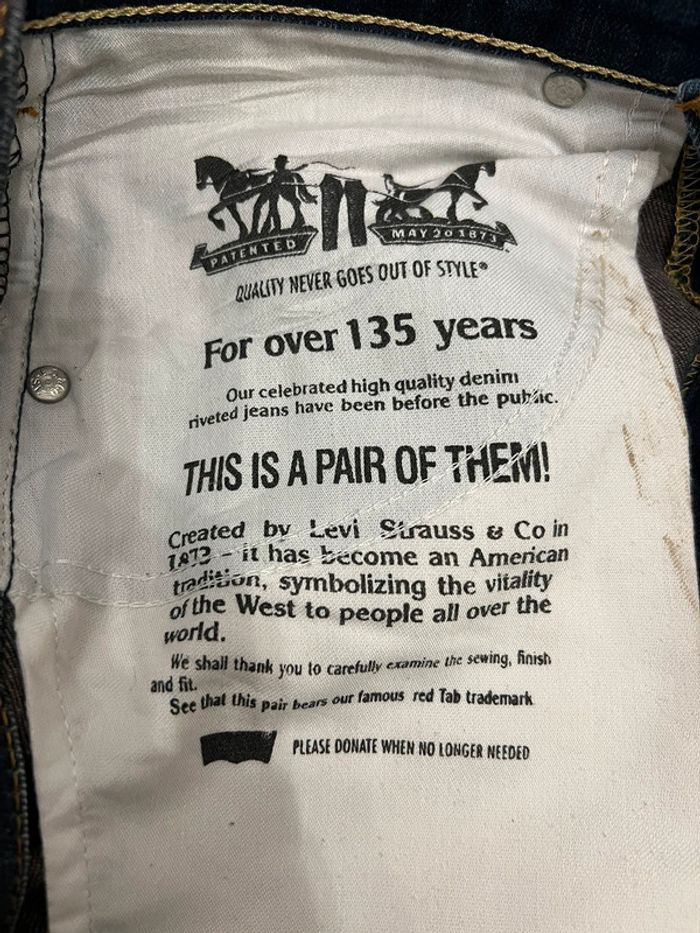 PATENTED
MAY 20 1873
QUALITY NEVER GOES OUT OF STYLE®
For over 135 years
Our celebrated high quality denim
riveted jeans have been before the public.
THIS IS A PAIR OF THEM!
Created by Levi Strauss & Co in
1873 - it has become an American
tradition, symbolizing the vitality
of the West to people all over the
world.
We shall thank you to carefully examine the sewing, finish
and fit.
See that this pair bears our famous red Tab trademark
PLEASE DONATE WHEN NO LONGER NEEDED